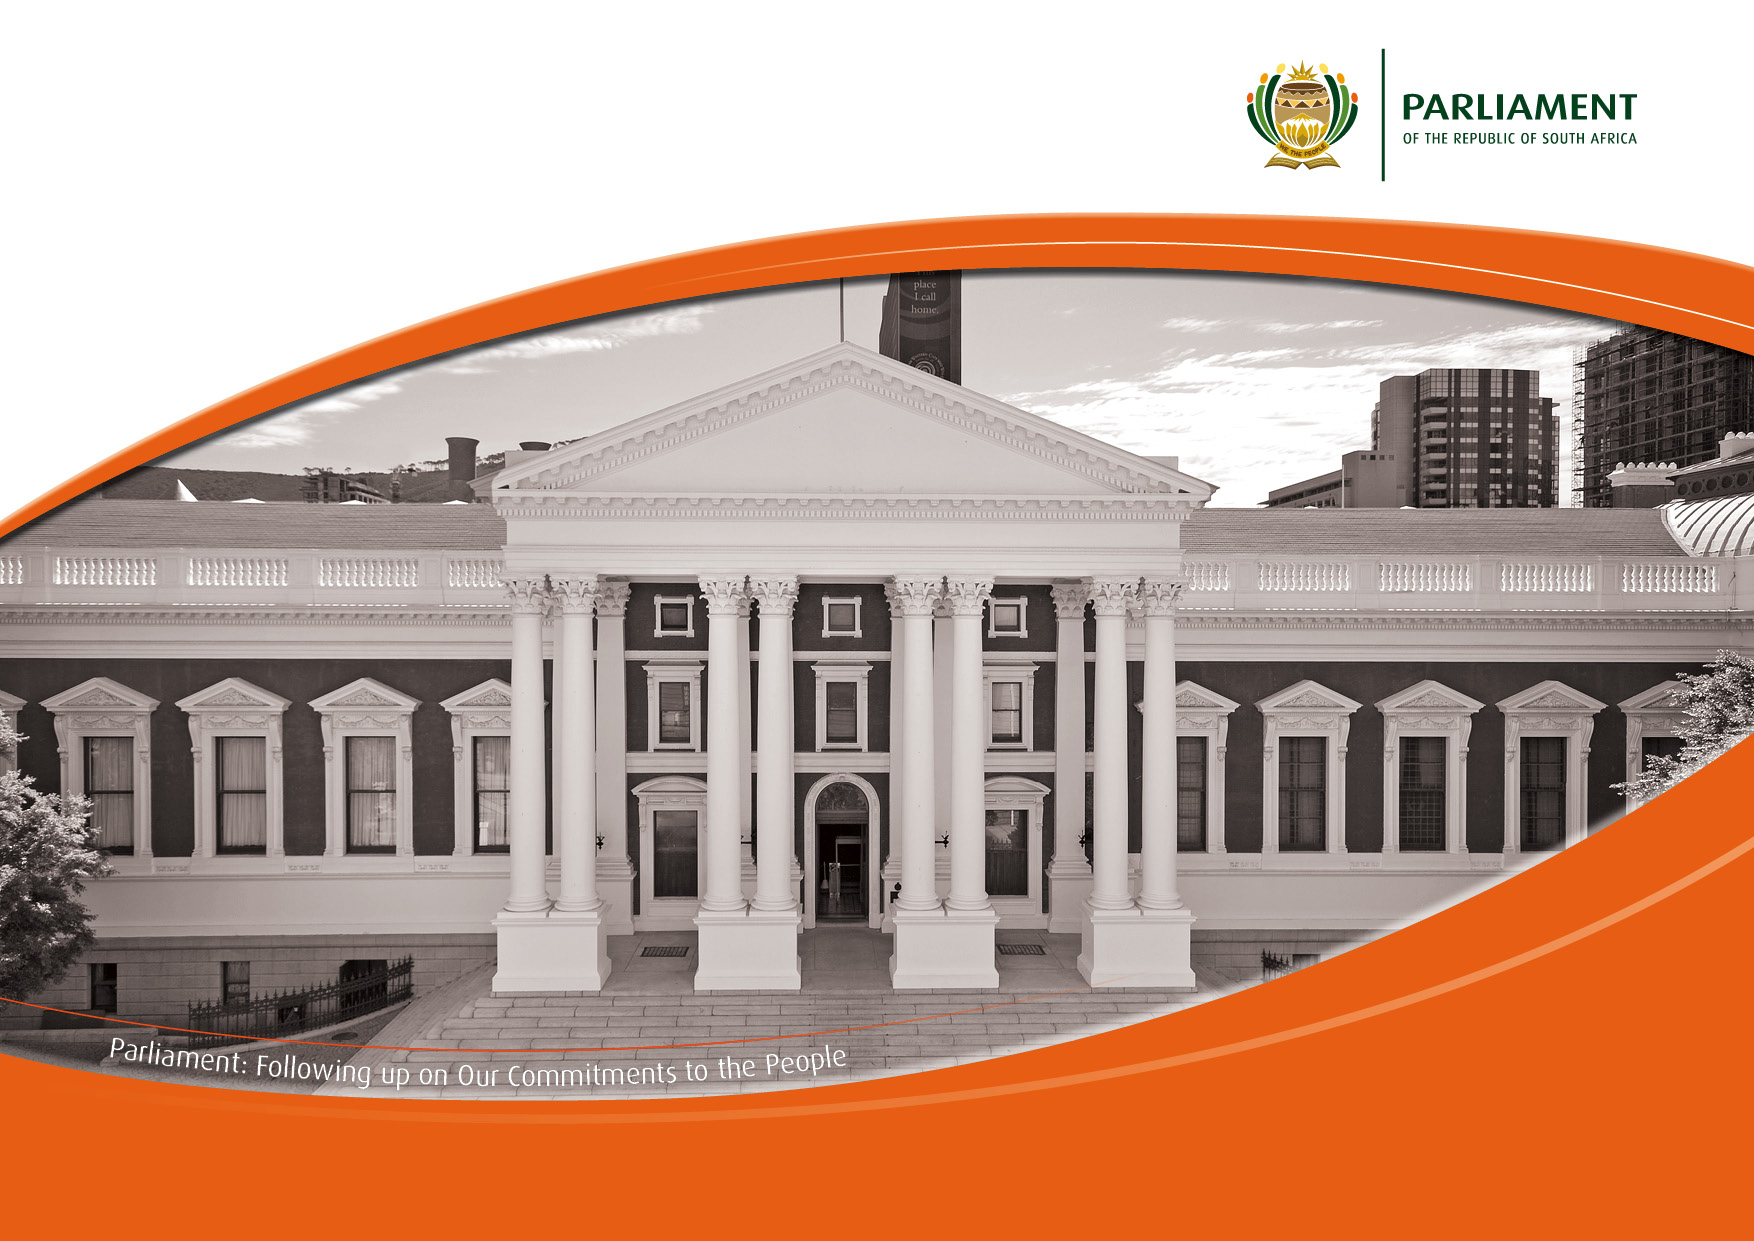 WE THE PEOPLE
PARLIAMENT
OF THE REPUBLIC OF SOUTH AFRICA
place
I call
home.
Parliament: Following up on Our Commitments to the People